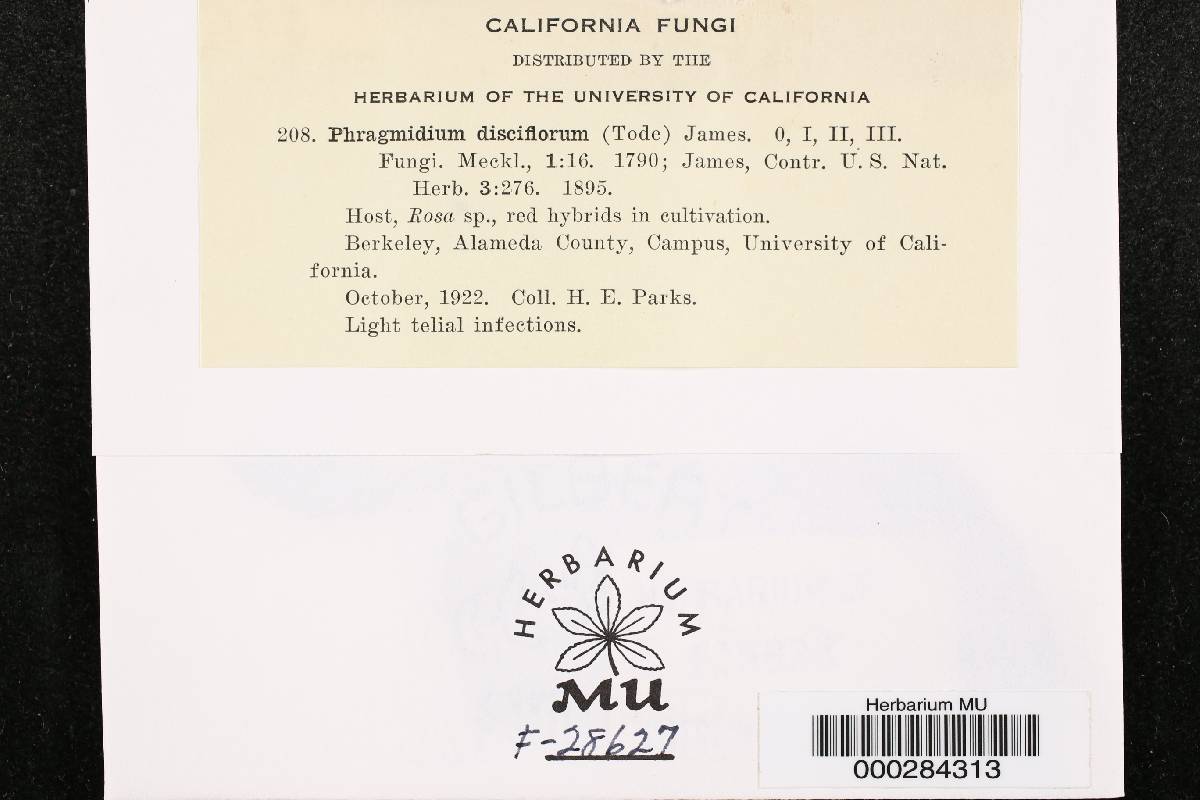 CALIFORNIA FUNGI
DISTRIBUTED BY THE
HERBARIUM OF THE UNIVERSITY OF CALIFORNIA
208. Phragmidium disciflorum (Tode) James. 0, I, II, III.
Fungi. Meckl., 1:16. 1790; James, Contr. U. S. Nat.
Herb. 3:276. 1895.
Host, Rosa sp., red hybrids in cultivation.
Berkeley, Alameda County, Campus, University of Cali-
fornia.
October, 1922. Coll. H. E. Parks.
Light telial infections.
HERBARIUM
MU
F-28627
Herbarium MU
000284313